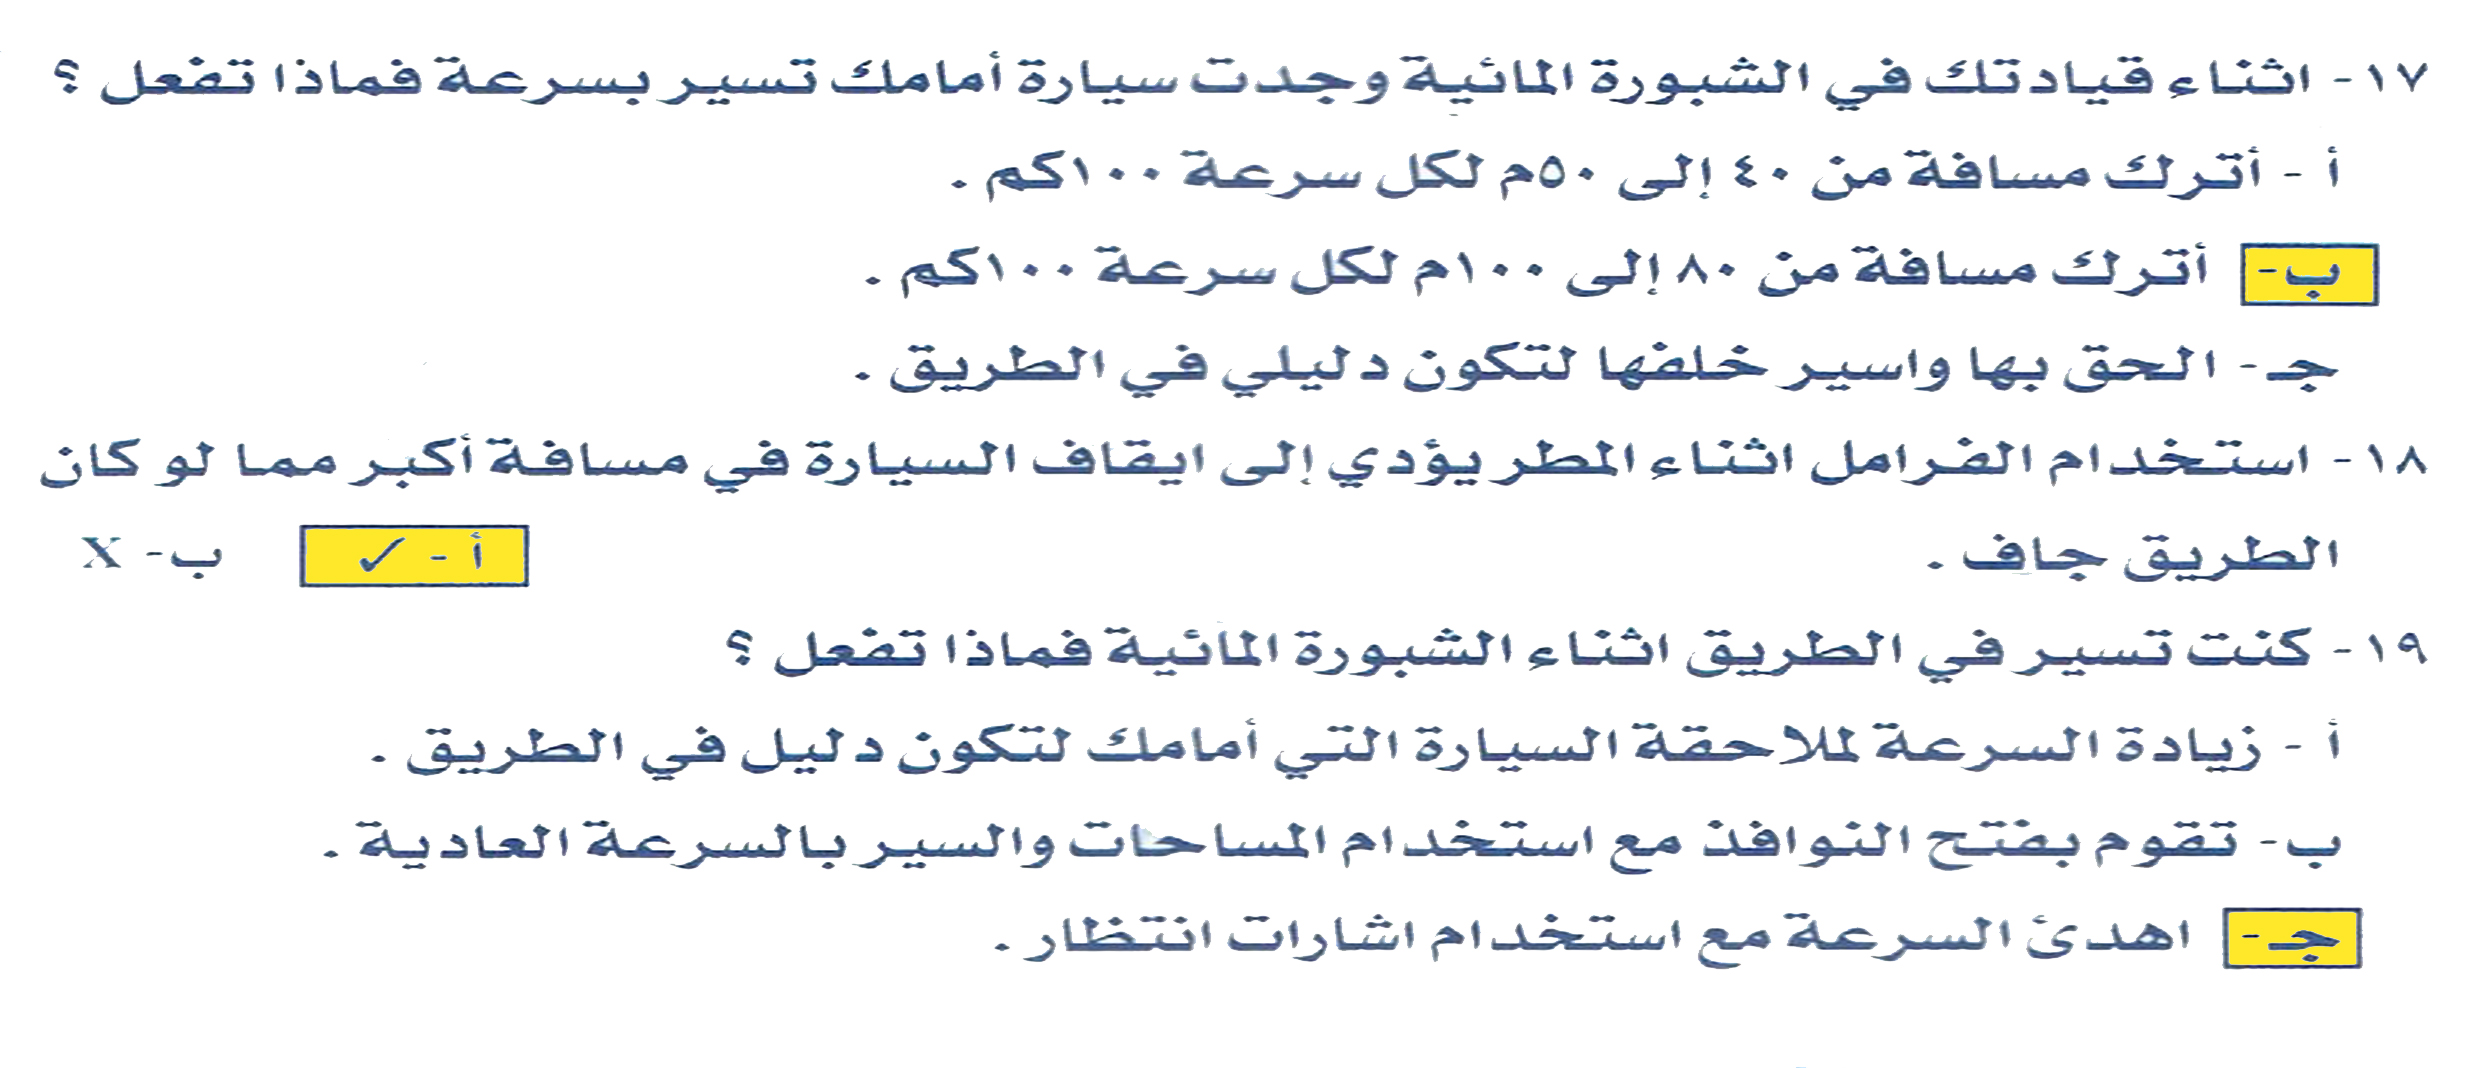 ١٧- اثناء قيادتك في الشبورة المائية وجدت سيارة أمامك تسير بسرعة فماذا تفعل ؟
أ - أترك مسافة من ٤٠ إلى ٥٠م لكل سرعة ١٠٠كم .
ب- أترك مسافة من ٨٠ إلى ١٠٠م لكل سرعة ١٠٠كم .
جـ- الحق بها واسير خلفها لتكون دليلي في الطريق .
١٨- استخدام الفرامل اثناء المطر يؤدي إلى ايقاف السيارة في مسافة أكبر مما لو كان
الطريق جاف . أ - ✓ ب- X
١٩- كنت تسير في الطريق اثناء الشبورة المائية فماذا تفعل ؟
أ - زيادة السرعة لملاحقة السيارة التي أمامك لتكون دليل في الطريق .
ب- تقوم بفتح النوافذ مع استخدام المساحات والسير بالسرعة العادية .
جـ- اهدئ السرعة مع استخدام اشارات انتظار.